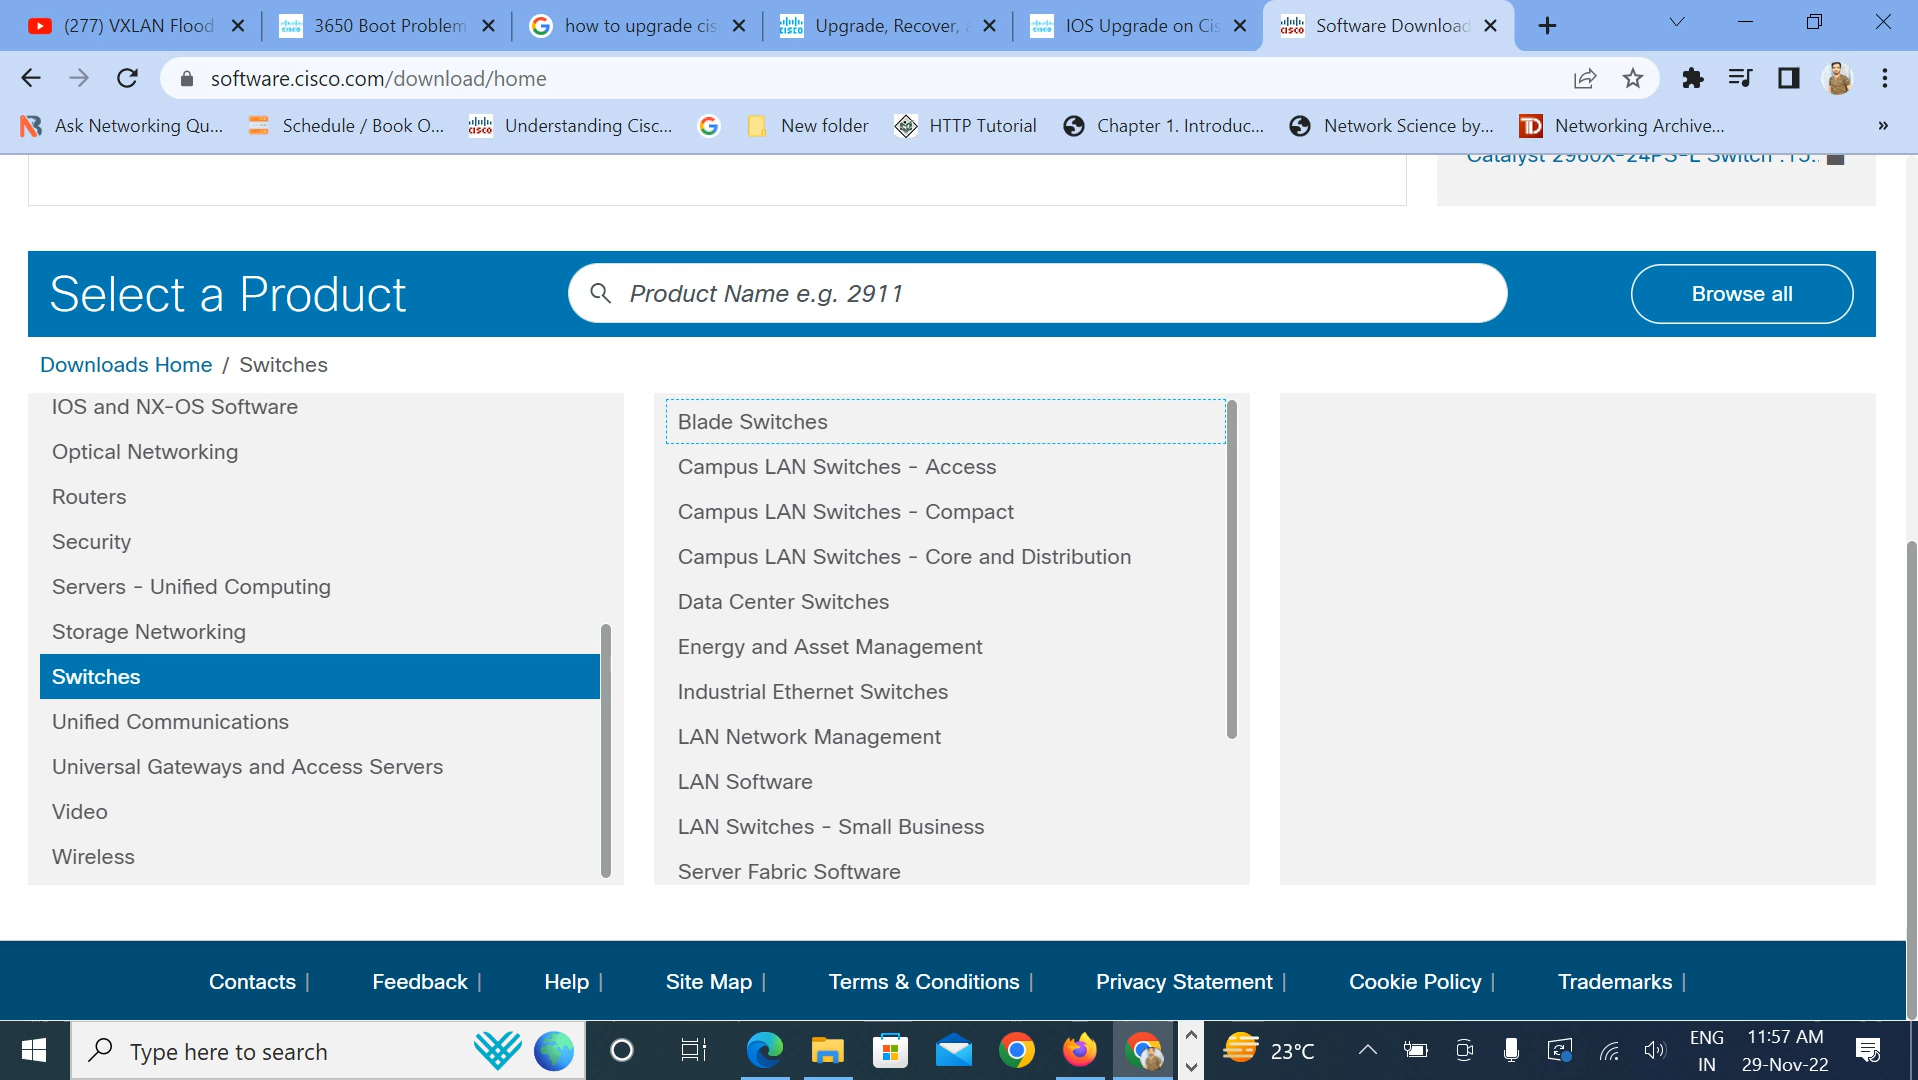 (277) VXLAN Flood
3650 Boot Problem
how to upgrade cis
Upgrade, Recover, a
IOS Upgrade on Cis
Software Download
software.cisco.com/download/home
Ask Networking Qu...
Schedule / Book O...
Understanding Cisc...
New folder
HTTP Tutorial
Chapter 1. Introduc...
Network Science by...
Networking Archive...
»
Catalyst 2960X-24PS-L Switch :15..
Select a Product
Product Name e.g. 2911
Browse all
Downloads Home / Switches
IOS and NX-OS Software
Optical Networking
Routers
Security
Servers - Unified Computing
Storage Networking
Switches
Unified Communications
Universal Gateways and Access Servers
Video
Wireless
Blade Switches
Campus LAN Switches - Access
Campus LAN Switches - Compact
Campus LAN Switches - Core and Distribution
Data Center Switches
Energy and Asset Management
Industrial Ethernet Switches
LAN Network Management
LAN Software
LAN Switches - Small Business
Server Fabric Software
Contacts | Feedback | Help | Site Map | Terms & Conditions | Privacy Statement | Cookie Policy | Trademarks |
Type here to search
23°C
ENG
IN
11:57 AM
29-Nov-22